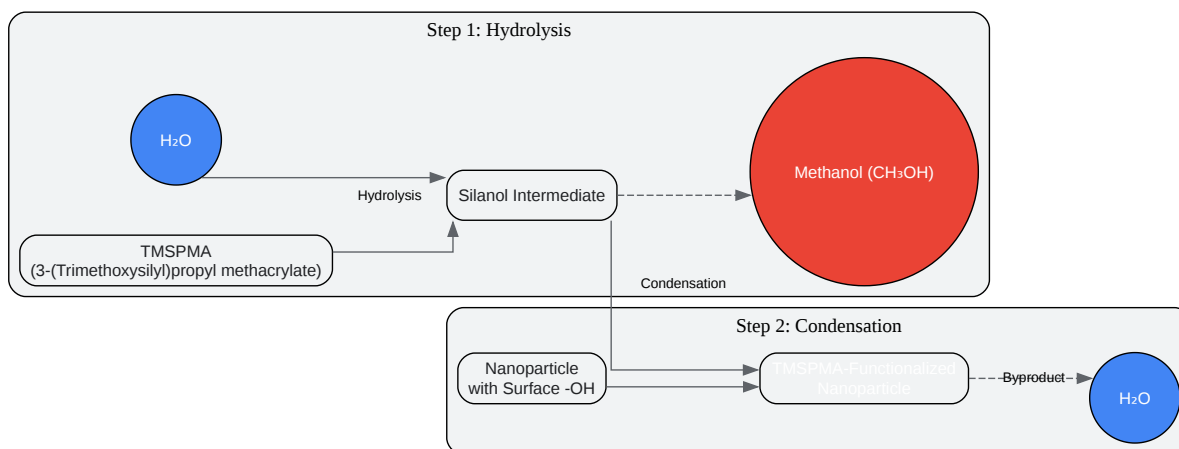 Step 1: Hydrolysis
H₂O
Hydrolysis
Silanol Intermediate
Methanol (CH₃OH)
TMSPMA
(3-(Trimethoxysilyl)propyl methacrylate)
Condensation
Step 2: Condensation
Nanoparticle
with Surface -OH
TMSPMA-Functionalized
Nanoparticle
Byproduct
H₂O